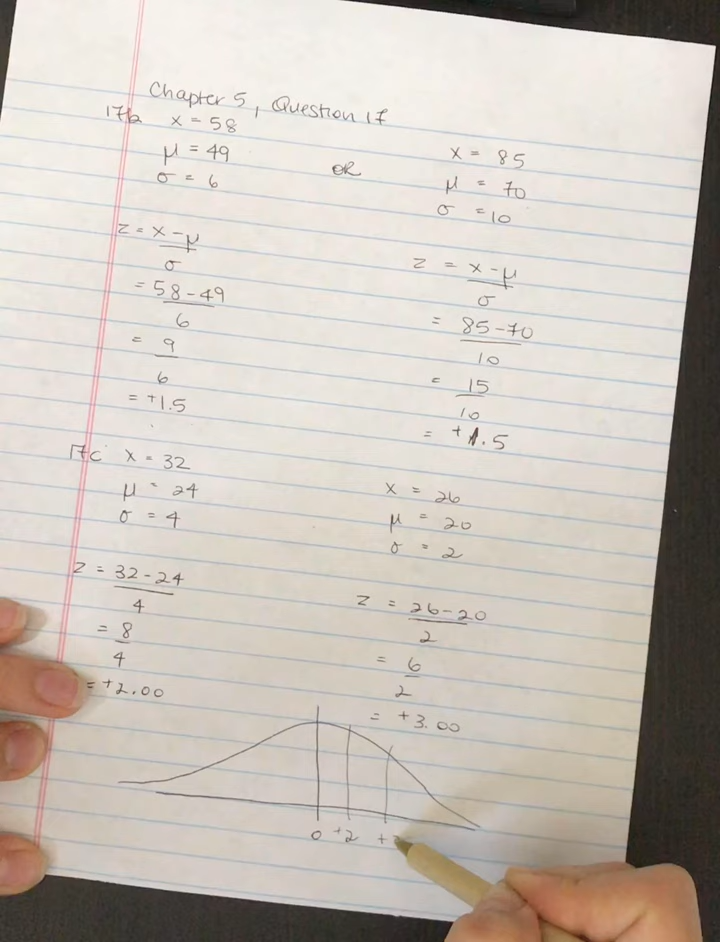 Chapter 5, Question 17
17b x = 58
μ = 49
σ = 6
OR
x = 85
μ = 70
σ = 10
z = x - μ
σ
= 58 - 49
6
= 9
6
= +1.5
z = x - μ
σ
= 85 - 70
10
= 15
10
= +1.5
17c x = 32
μ = 24
σ = 4
x = 26
μ = 20
σ = 2
z = 32 - 24
4
= 8
4
= +2.00
z = 26 - 20
2
= 6
2
= +3.00
0 +2 +